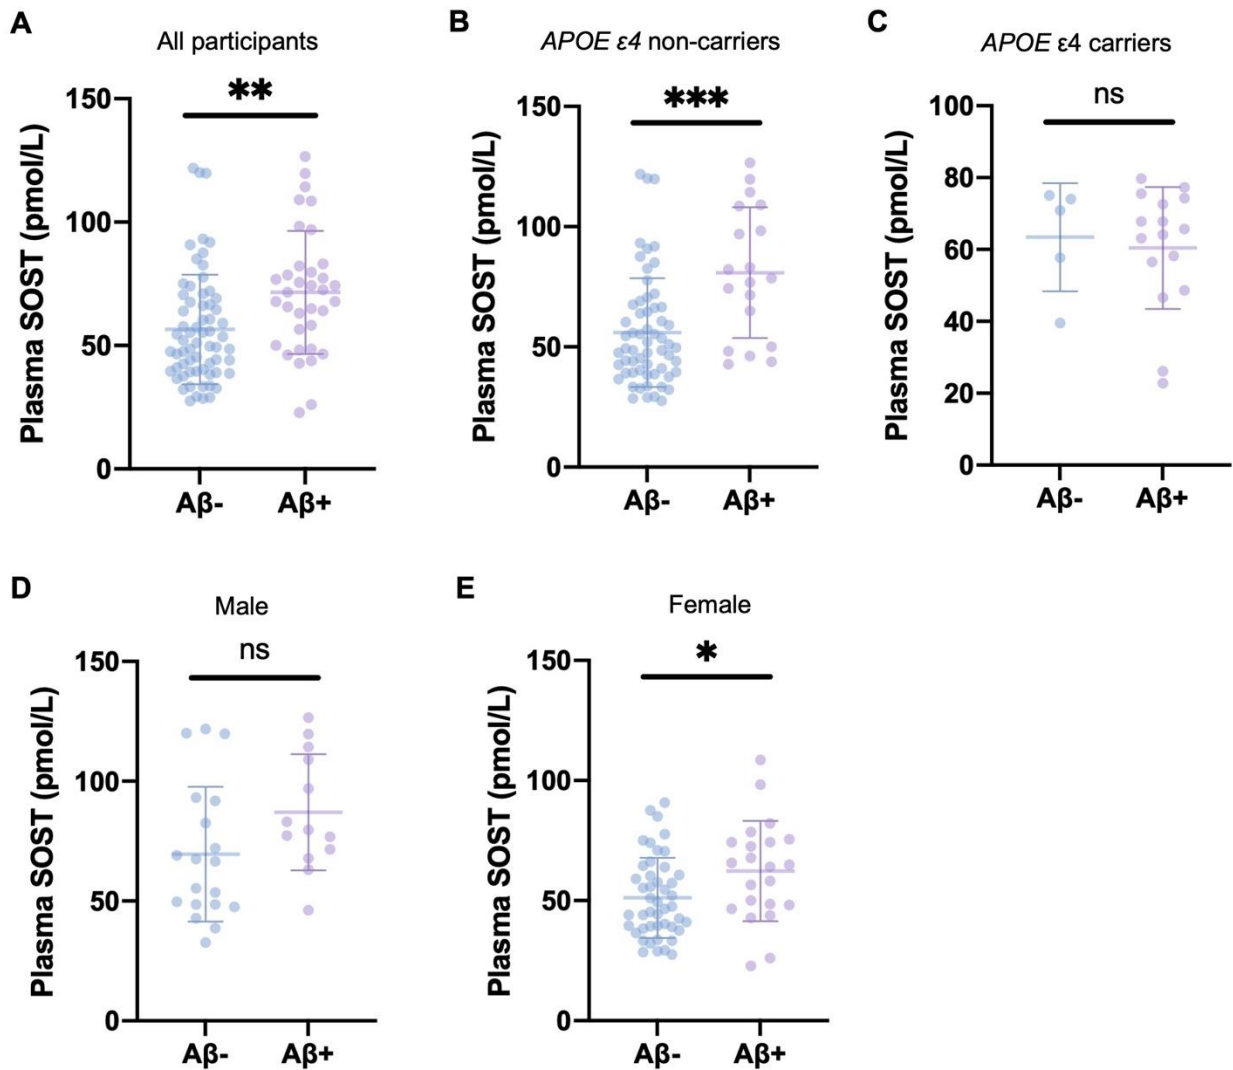 A
All participants
**
Plasma SOST (pmol/L)
150
100
50
0
Aβ-
Aβ+
B
APOE ε4 non-carriers
***
Plasma SOST (pmol/L)
150
100
50
0
Aβ-
Aβ+
C
APOE ε4 carriers
ns
Plasma SOST (pmol/L)
100
80
60
40
20
0
Aβ-
Aβ+
D
Male
ns
Plasma SOST (pmol/L)
150
100
50
0
Aβ-
Aβ+
E
Female
*
Plasma SOST (pmol/L)
150
100
50
0
Aβ-
Aβ+